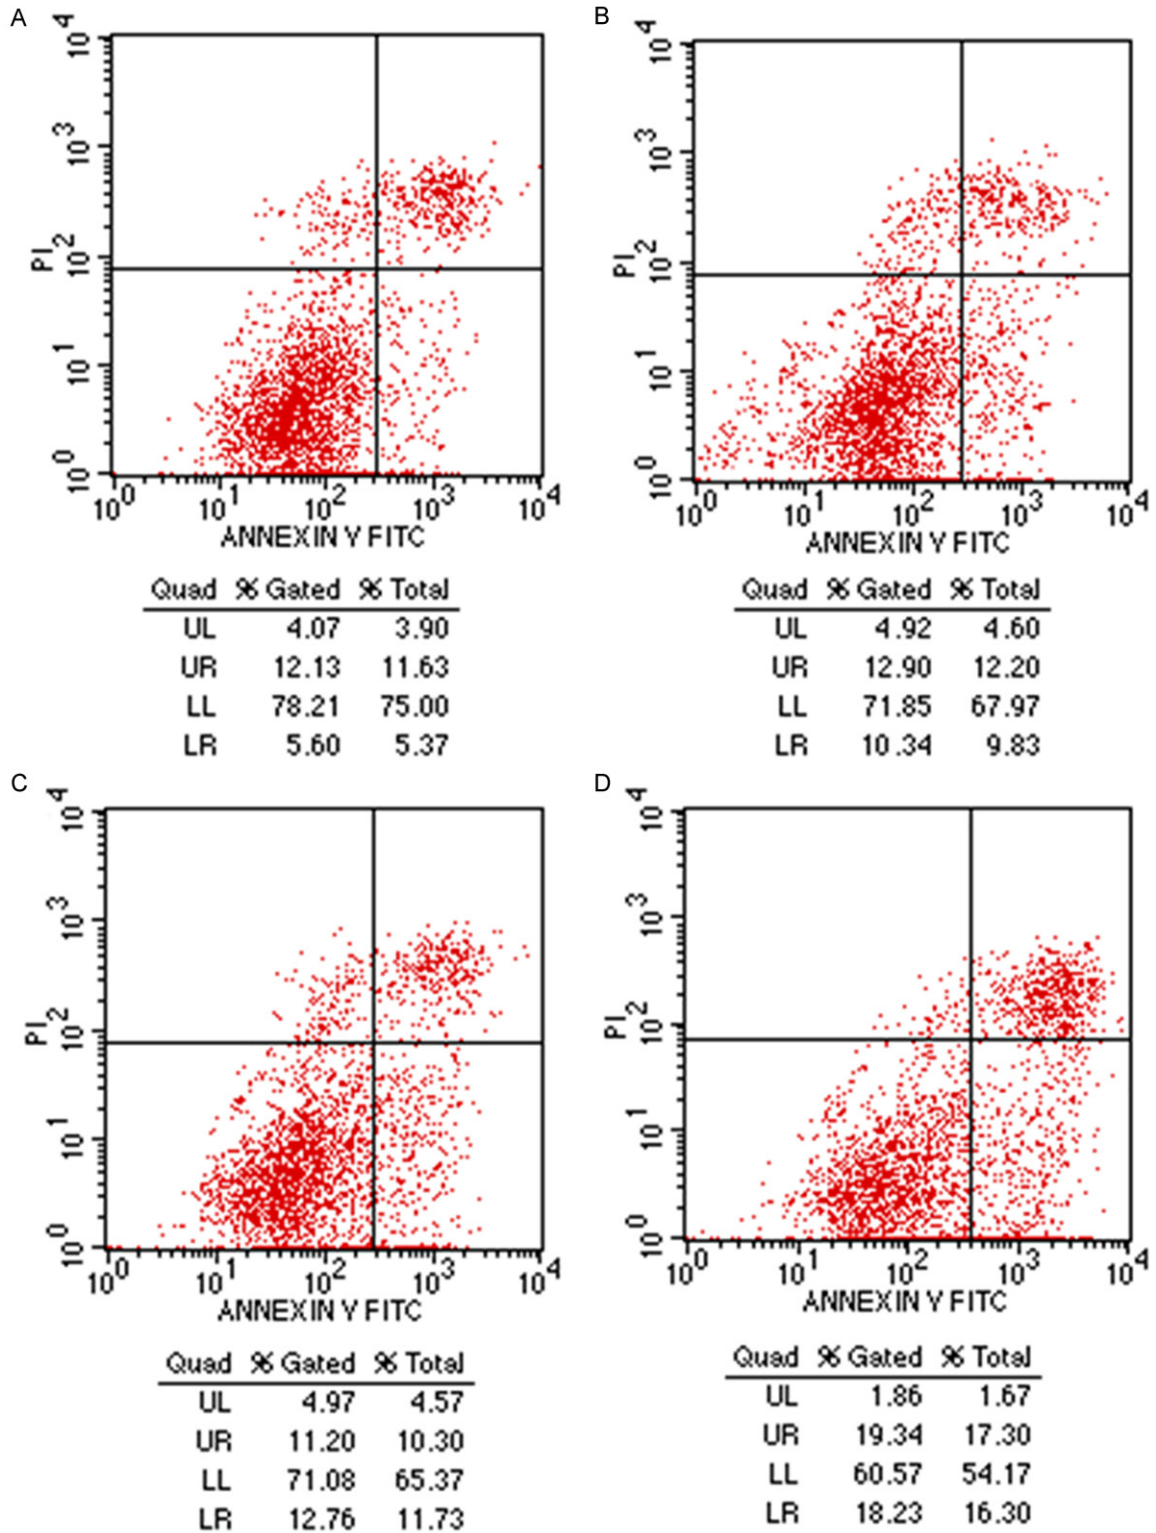 A
10^4
10^3
10^2
10^1
10^0
PI
10^0 10^1 10^2 10^3 10^4
ANNEXIN V FITC
Quad % Gated % Total
UL 4.07 3.90
UR 12.13 11.63
LL 78.21 75.00
LR 5.60 5.37
B
10^4
10^3
10^2
10^1
10^0
PI
10^0 10^1 10^2 10^3 10^4
ANNEXIN V FITC
Quad % Gated % Total
UL 4.92 4.60
UR 12.90 12.20
LL 71.85 67.97
LR 10.34 9.83
C
10^4
10^3
10^2
10^1
10^0
PI
10^0 10^1 10^2 10^3 10^4
ANNEXIN V FITC
Quad % Gated % Total
UL 4.97 4.57
UR 11.20 10.30
LL 71.08 65.37
LR 12.76 11.73
D
10^4
10^3
10^2
10^1
10^0
PI
10^0 10^1 10^2 10^3 10^4
ANNEXIN V FITC
Quad % Gated % Total
UL 1.86 1.67
UR 19.34 17.30
LL 60.57 54.17
LR 18.23 16.30